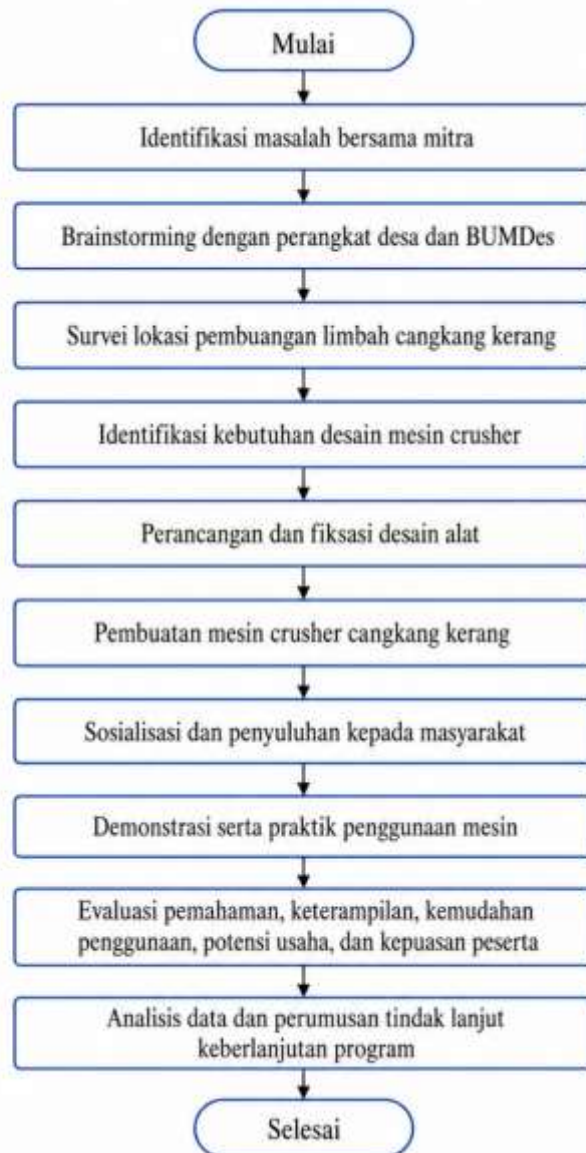 Mulai
Identifikasi masalah bersama mitra
Brainstorming dengan perangkat desa dan BUMDes
Survei lokasi pembuangan limbah cangkang kerang
Identifikasi kebutuhan desain mesin crusher
Perancangan dan fiksasi desain alat
Pembuatan mesin crusher cangkang kerang
Sosialisasi dan penyuluhan kepada masyarakat
Demonstrasi serta praktik penggunaan mesin
Evaluasi pemahaman, keterampilan, kemudahan
penggunaan, potensi usaha, dan kepuasan peserta
Analisis data dan perumusan tindak lanjut
keberlanjutan program
Selesai